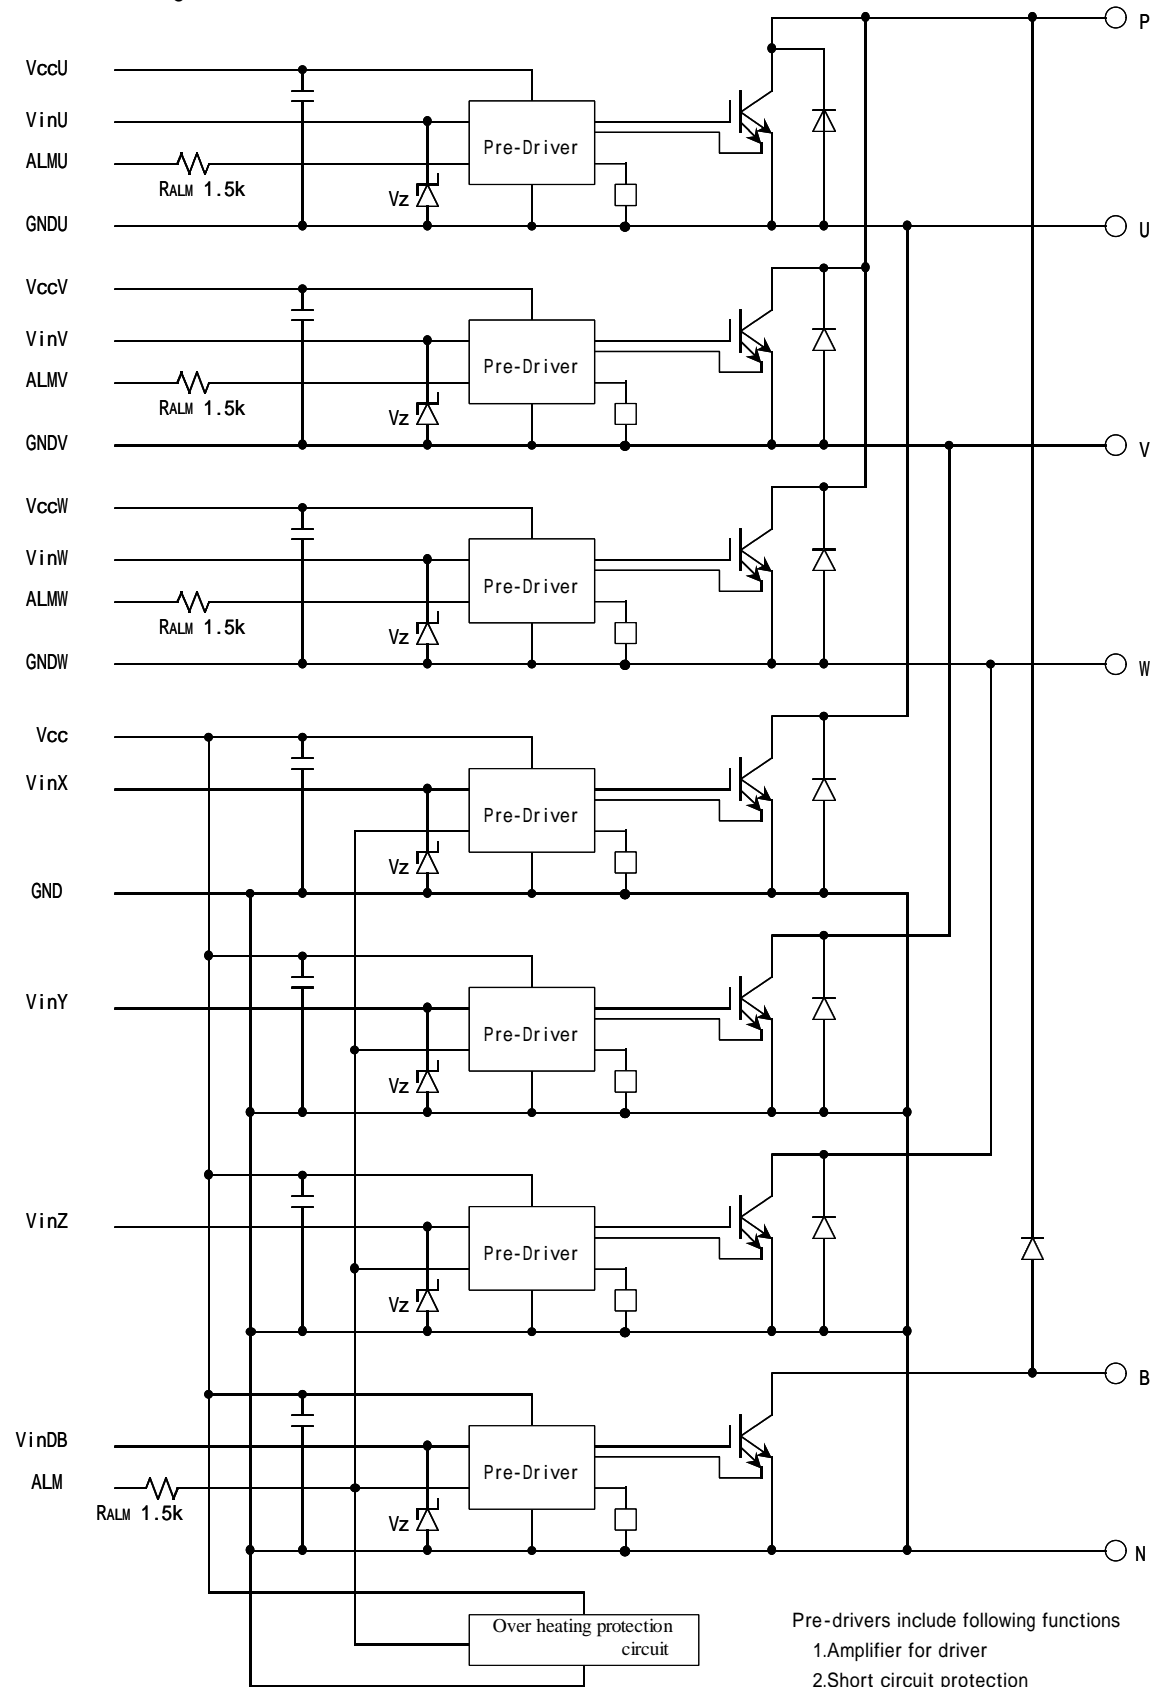 P
VccU
VinU
Pre-Driver
ALMU
RALM 1.5k
Vz
GNDU
U
VccV
VinV
Pre-Driver
ALMV
RALM 1.5k
Vz
GNDV
V
VccW
VinW
Pre-Driver
ALMW
RALM 1.5k
Vz
GNDW
W
Vcc
VinX
Pre-Driver
Vz
GND
VinY
Pre-Driver
Vz
VinZ
Pre-Driver
Vz
B
VinDB
Pre-Driver
ALM
RALM 1.5k
Vz
N
Over heating protection
circuit
Pre-drivers include following functions
1.Amplifier for driver
2.Short circuit protection